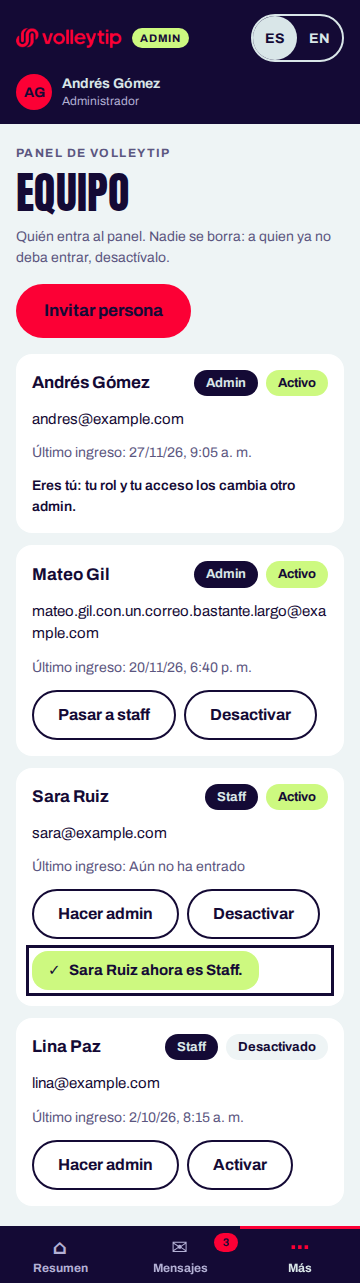 volleytip ADMIN ES EN
AG Andrés Gómez
Administrador
PANEL DE VOLLEYTIP
EQUIPO
Quién entra al panel. Nadie se borra: a quien ya no
deba entrar, desactívalo.
Invitar persona
Andrés Gómez Admin Activo
andres@example.com
Último ingreso: 27/11/26, 9:05 a. m.
Eres tú: tu rol y tu acceso los cambia otro
admin.
Mateo Gil Admin Activo
mateo.gil.con.un.correo.bastante.largo@exa
mple.com
Último ingreso: 20/11/26, 6:40 p. m.
Pasar a staff Desactivar
Sara Ruiz Staff Activo
sara@example.com
Último ingreso: Aún no ha entrado
Hacer admin Desactivar
✓ Sara Ruiz ahora es Staff.
Lina Paz Staff Desactivado
lina@example.com
Último ingreso: 2/10/26, 8:15 a. m.
Hacer admin Activar
3
Resumen Mensajes Más